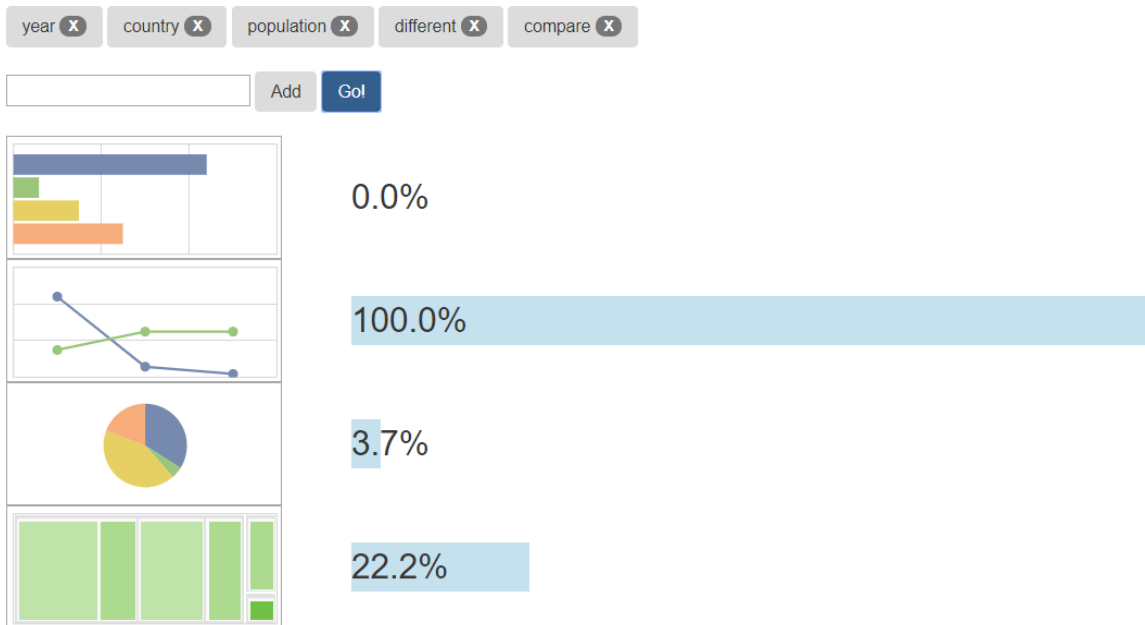 year X country X population X different X compare X
Add Go!
0.0%
100.0%
3.7%
22.2%